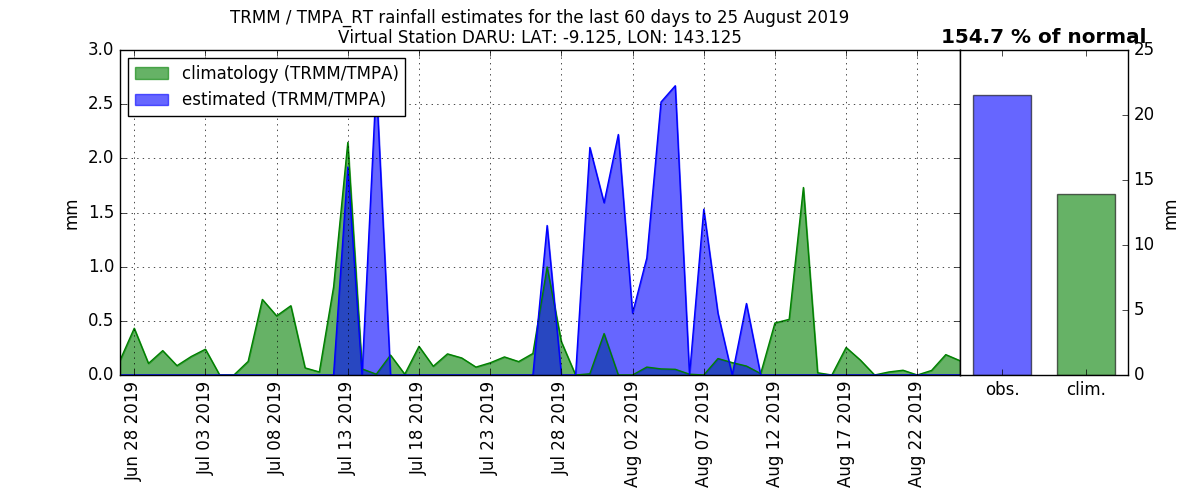 TRMM / TMPA_RT rainfall estimates for the last 60 days to 25 August 2019
Virtual Station DARU: LAT: -9.125, LON: 143.125
154.7 % of normal
climatology (TRMM/TMPA)
estimated (TRMM/TMPA)
3.0
2.5
2.0
1.5
1.0
0.5
0.0
mm
Jun 28 2019
Jul 03 2019
Jul 08 2019
Jul 13 2019
Jul 18 2019
Jul 23 2019
Jul 28 2019
Aug 02 2019
Aug 07 2019
Aug 12 2019
Aug 17 2019
Aug 22 2019
25
20
15
10
5
0
mm
obs.
clim.